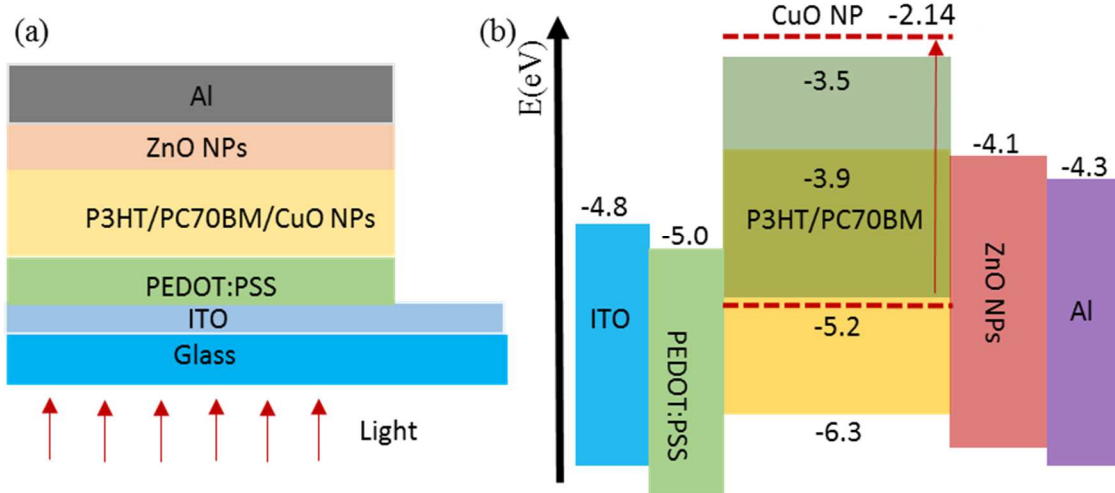 (a)
Al
ZnO NPs
P3HT/PC70BM/CuO NPs
PEDOT:PSS
ITO
Glass
Light
(b)
E(eV)
CuO NP -2.14
-3.5
-3.9
P3HT/PC70BM
-5.2
-6.3
-4.8
ITO
-5.0
PEDOT:PSS
-4.1
ZnO NPs
-4.3
Al